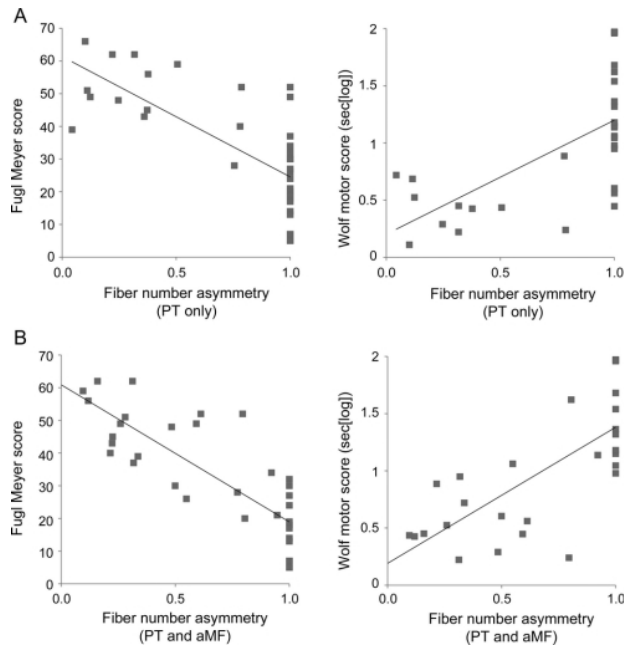 A
70
60
50
40
30
20
10
0
0.0
0.5
1.0
Fugl Meyer score
Fiber number asymmetry
(PT only)
2
1.5
1
0.5
0
0.0
0.5
1.0
Wolf motor score (sec[log])
Fiber number asymmetry
(PT only)
B
70
60
50
40
30
20
10
0
0.0
0.5
1.0
Fugl Meyer score
Fiber number asymmetry
(PT and aMF)
2
1.5
1
0.5
0
0.0
0.5
1.0
Wolf motor score (sec[log])
Fiber number asymmetry
(PT and aMF)